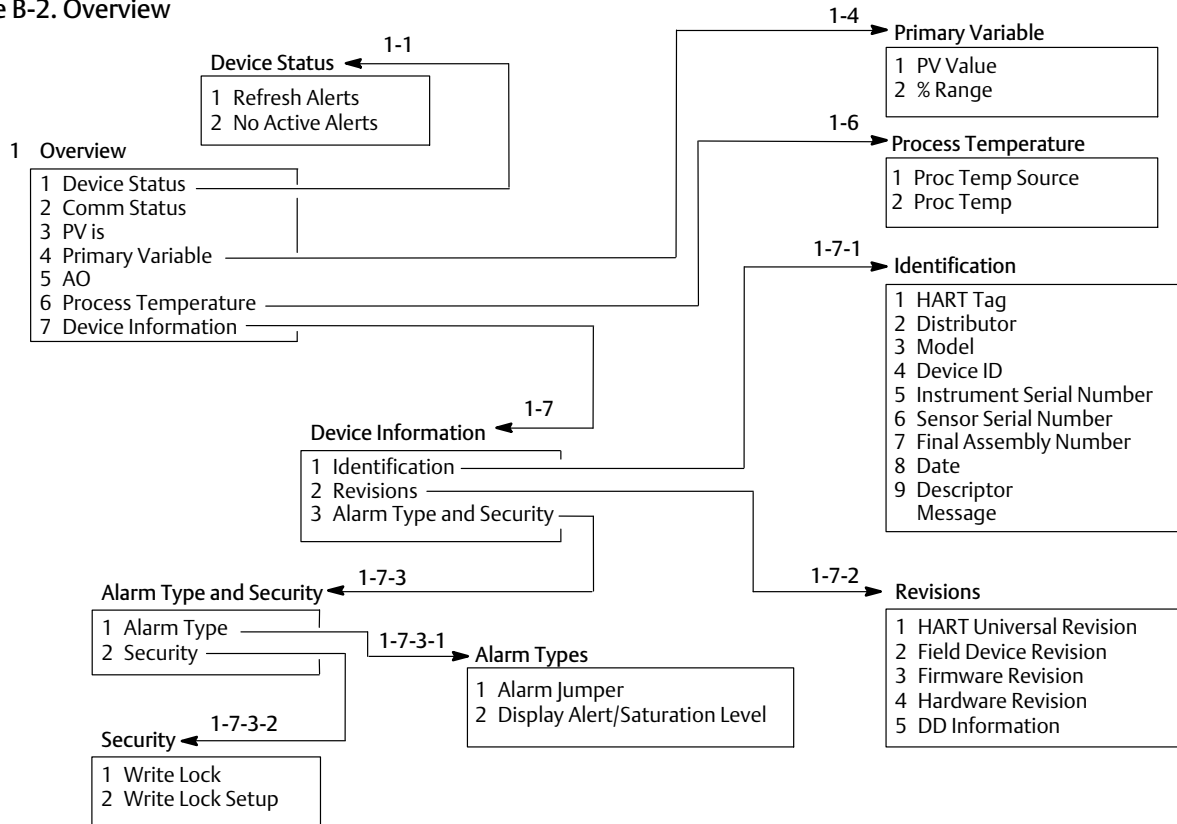 e B-2. Overview
1-1
Device Status
1 Refresh Alerts
2 No Active Alerts
1 Overview
1 Device Status
2 Comm Status
3 PV is
4 Primary Variable
5 AO
6 Process Temperature
7 Device Information
1-4
Primary Variable
1 PV Value
2 % Range
1-6
Process Temperature
1 Proc Temp Source
2 Proc Temp
1-7-1
Identification
1 HART Tag
2 Distributor
3 Model
4 Device ID
5 Instrument Serial Number
6 Sensor Serial Number
7 Final Assembly Number
8 Date
9 Descriptor
Message
1-7
Device Information
1 Identification
2 Revisions
3 Alarm Type and Security
1-7-2
Revisions
1 HART Universal Revision
2 Field Device Revision
3 Firmware Revision
4 Hardware Revision
5 DD Information
1-7-3
Alarm Type and Security
1 Alarm Type
2 Security
1-7-3-1
Alarm Types
1 Alarm Jumper
2 Display Alert/Saturation Level
1-7-3-2
Security
1 Write Lock
2 Write Lock Setup